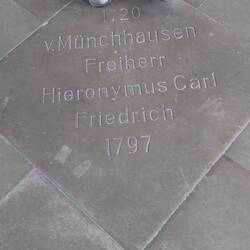 1720
v.Münchhausen
Freiherr
Hieronymus Carl
Friedrich
1797